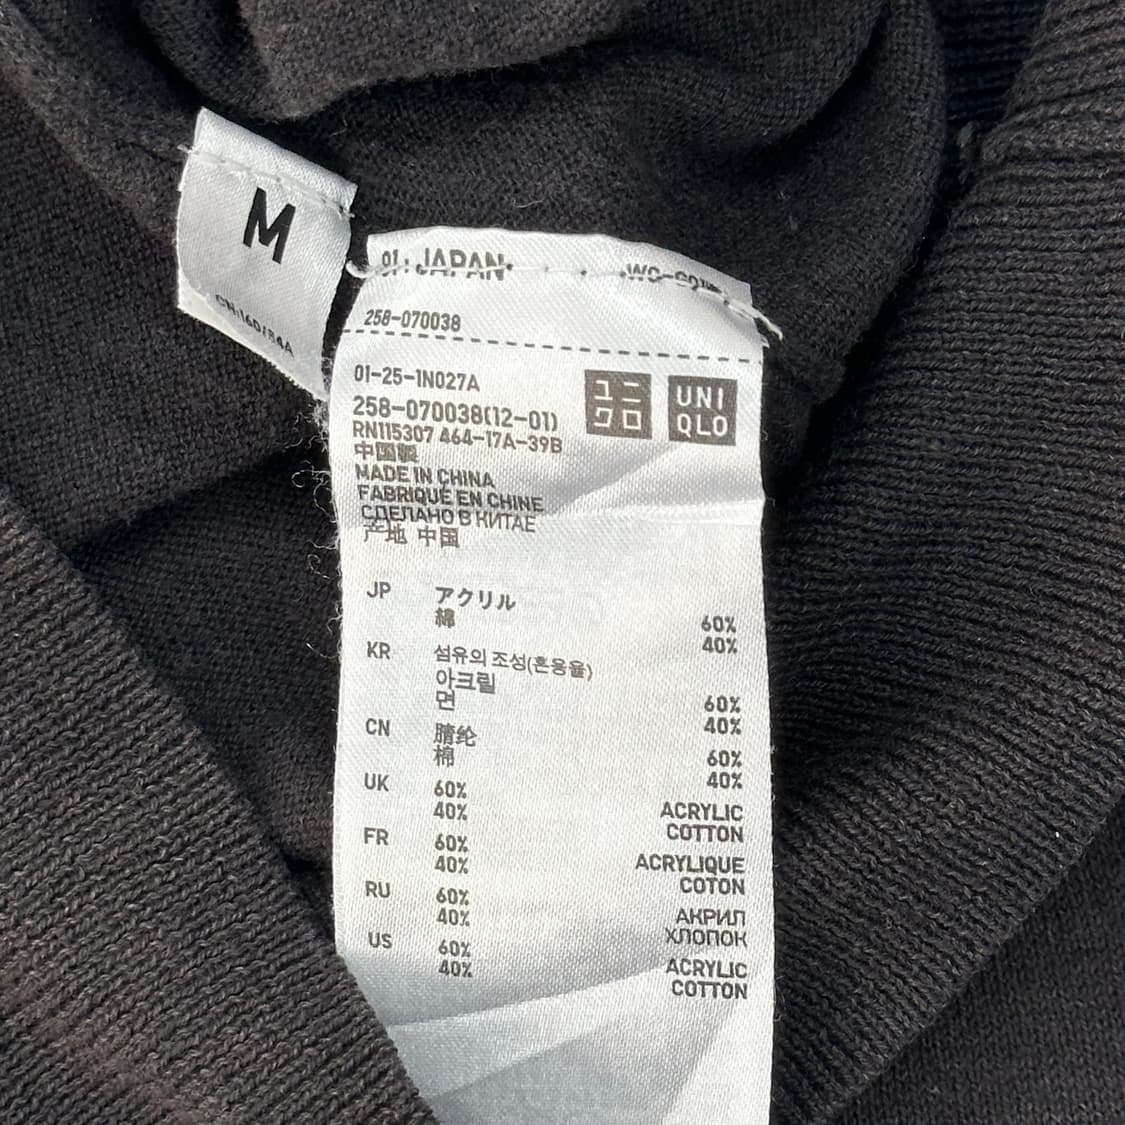 M
CN:160/84A
01: JAPAN
258-070038
01-25-1N027A
258-070038(12-01)
RN115307 464-17A-39B
ユニ
クロ
UNI
QLO
中国製
MADE IN CHINA
FABRIQUÉ EN CHINE
СДЕЛАНО В КИТАЕ
产地 中国
JP アクリル 60%
綿 40%
KR 섬유의 조성(혼용율)
아크릴 60%
면 40%
CN 腈纶 60%
棉 40%
UK 60% ACRYLIC
40% COTTON
FR 60% ACRYLIQUE
40% COTON
RU 60% АКРИЛ
40% ХЛОПОК
US 60% ACRYLIC
40% COTTON